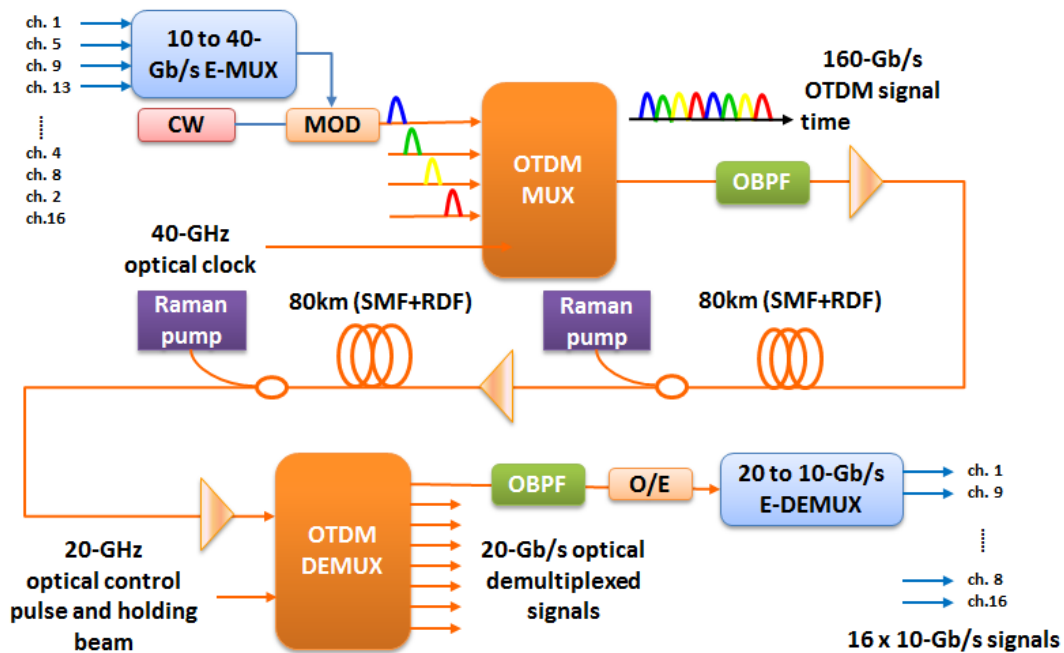 ch. 1
ch. 5
ch. 9
ch. 13
10 to 40-
Gb/s E-MUX
CW
MOD
ch. 4
ch. 8
ch. 2
ch.16
OTDM
MUX
160-Gb/s
OTDM signal
time
OBPF
40-GHz
optical clock
Raman
pump
80km (SMF+RDF)
Raman
pump
80km (SMF+RDF)
OTDM
DEMUX
OBPF
O/E
20 to 10-Gb/s
E-DEMUX
ch. 1
ch. 9
ch. 8
ch.16
20-GHz
optical control
pulse and holding
beam
20-Gb/s optical
demultiplexed
signals
16 x 10-Gb/s signals